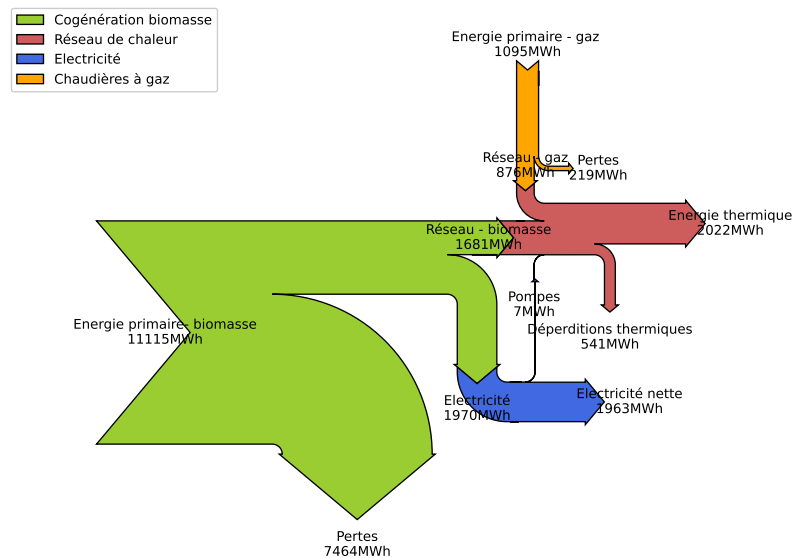 Cogénération biomasse
Réseau de chaleur
Electricité
Chaudières à gaz
Energie primaire - gaz
1095MWh
Réseau - gaz
876MWh
Pertes
219MWh
Energie thermique
2022MWh
Réseau - biomasse
1681MWh
Pompes
7MWh
Déperditions thermiques
541MWh
Energie primaire- biomasse
11115MWh
Electricité
1970MWh
Electricité nette
1963MWh
Pertes
7464MWh